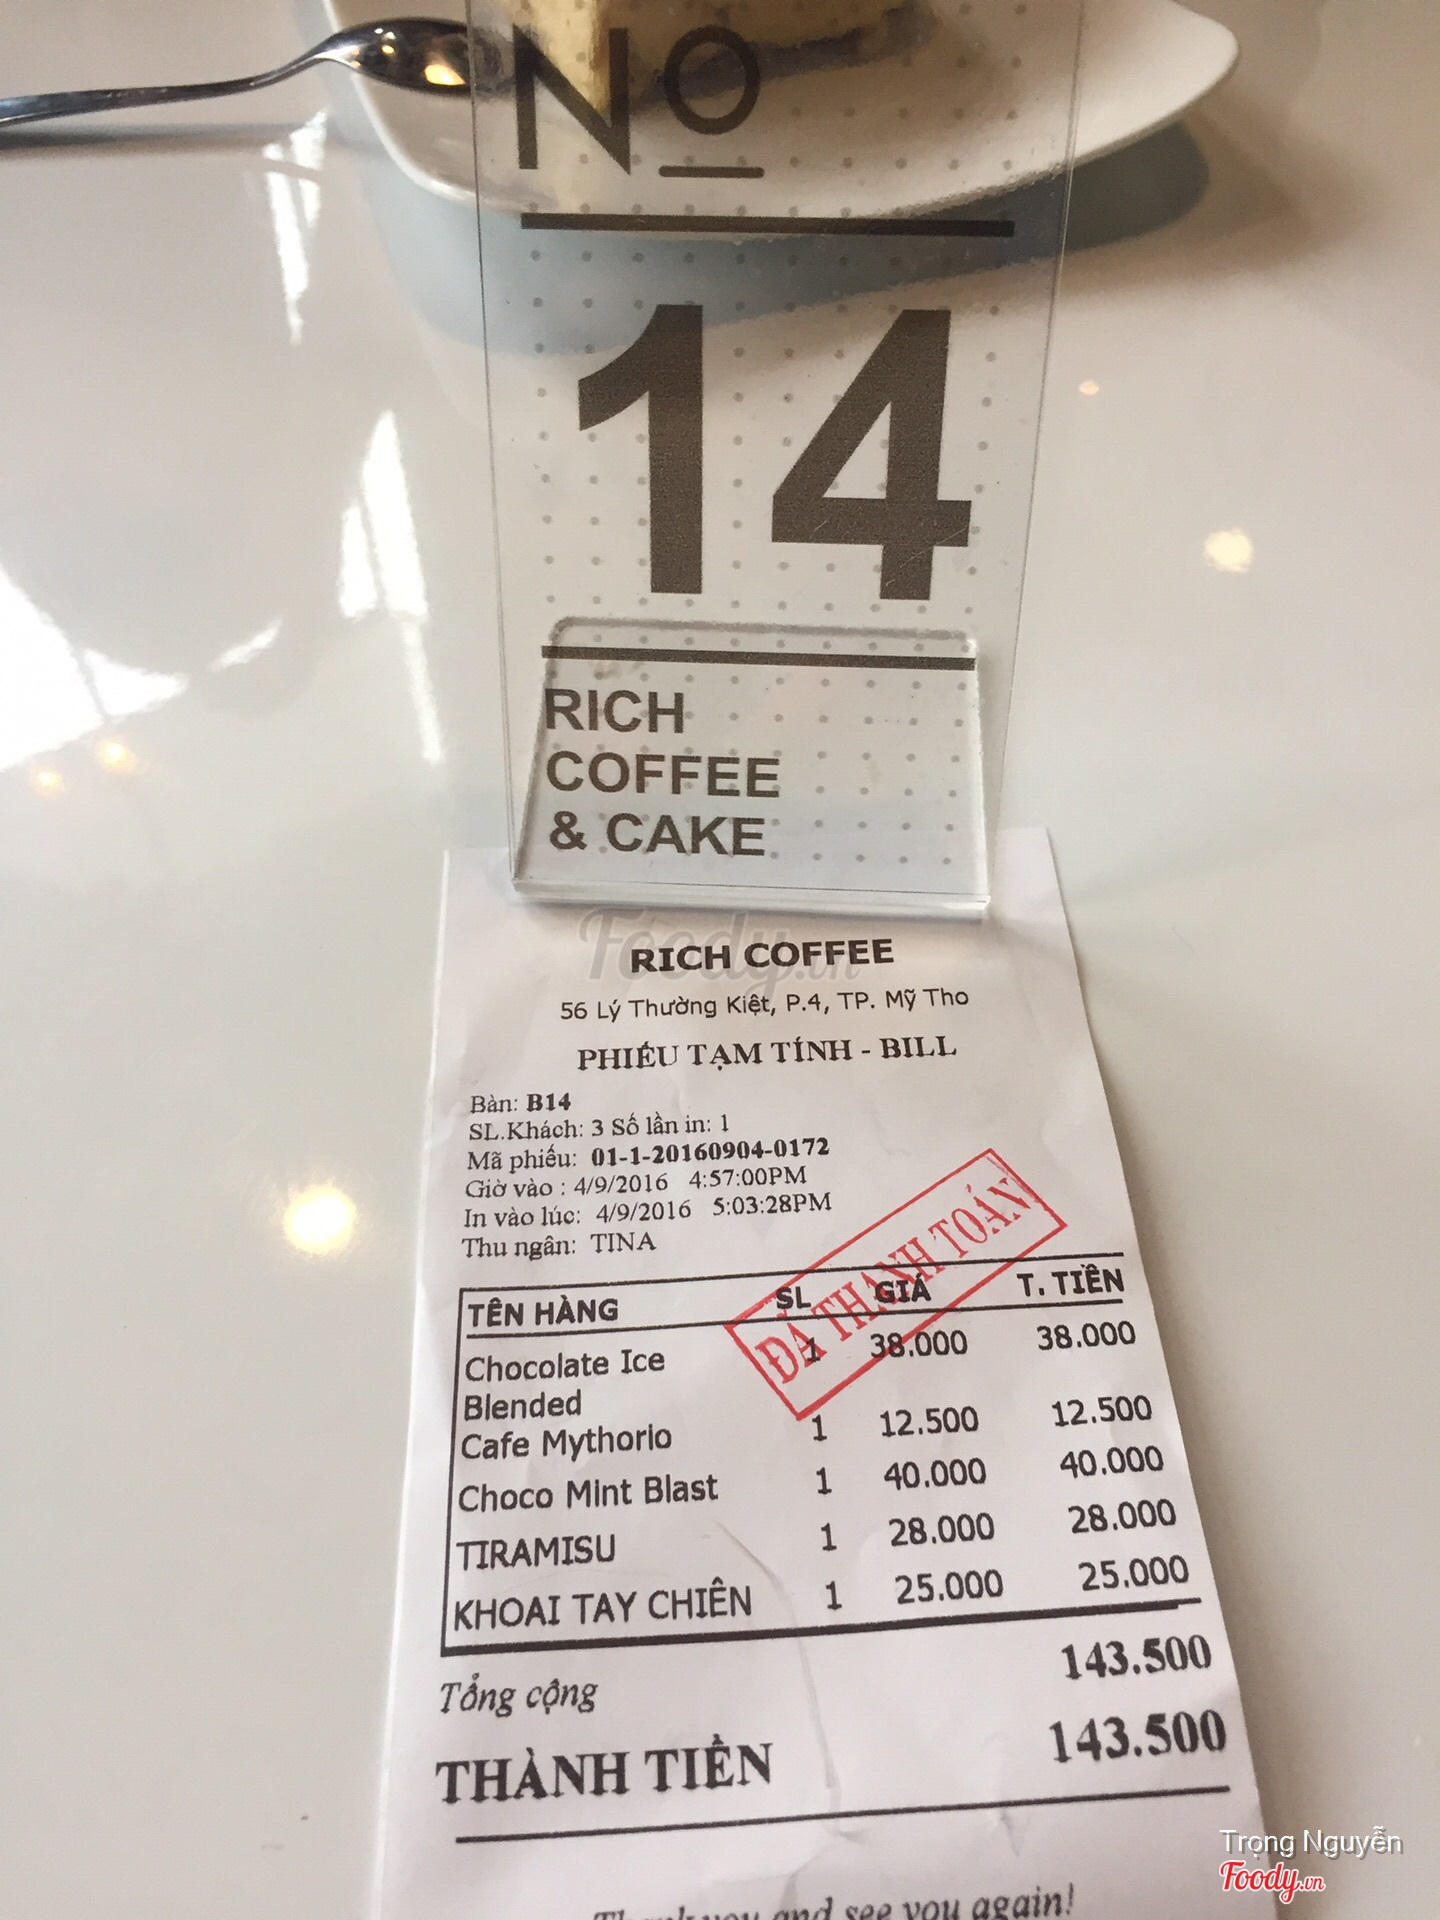 No
14
RICH
COFFEE
& CAKE
Foody.vn
RICH COFFEE
56 Lý Thường Kiệt, P.4, TP. Mỹ Tho
PHIẾU TẠM TÍNH - BILL
Bàn: B14
SL.Khách: 3 Số lần in: 1
Mã phiếu: 01-1-20160904-0172
Giờ vào : 4/9/2016 4:57:00PM
In vào lúc: 4/9/2016 5:03:28PM
Thu ngân: TINA
ĐÃ THANH TOÁN
TÊN HÀNG SL GIÁ T. TIỀN
Chocolate Ice 1 38.000 38.000
Blended
Cafe Mythorio 1 12.500 12.500
Choco Mint Blast 1 40.000 40.000
TIRAMISU 1 28.000 28.000
KHOAI TAY CHIÊN 1 25.000 25.000
Tổng cộng 143.500
THÀNH TIỀN 143.500
Thank you and see you again!
Trọng Nguyễn
Foody.vn